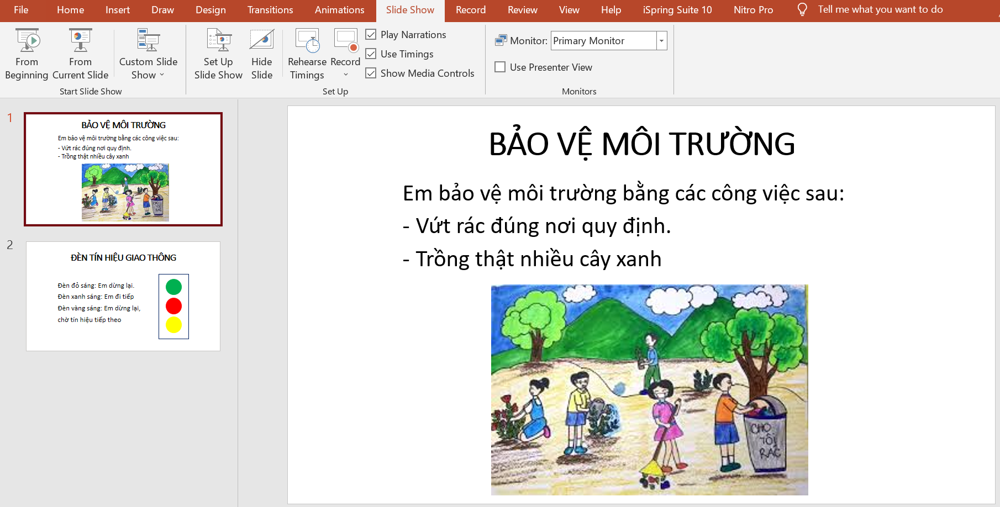 File Home Insert Draw Design Transitions Animations Slide Show Record Review View Help iSpring Suite 10 Nitro Pro Tell me what you want to do
From Beginning
From Current Slide
Custom Slide Show
Start Slide Show
Set Up Slide Show
Hide Slide
Rehearse Timings
Record
Play Narrations
Use Timings
Show Media Controls
Set Up
Monitor: Primary Monitor
Use Presenter View
Monitors
1
BẢO VỆ MÔI TRƯỜNG
Em bảo vệ môi trường bằng các công việc sau:
- Vứt rác đúng nơi quy định.
- Trồng thật nhiều cây xanh
CHO
TÔI
RÁC
2
ĐÈN TÍN HIỆU GIAO THÔNG
Đèn đỏ sáng: Em dừng lại.
Đèn xanh sáng: Em đi tiếp
Đèn vàng sáng: Em dừng lại,
chờ tín hiệu tiếp theo
BẢO VỆ MÔI TRƯỜNG
Em bảo vệ môi trường bằng các công việc sau:
- Vứt rác đúng nơi quy định.
- Trồng thật nhiều cây xanh
CHO
TÔI
RÁC